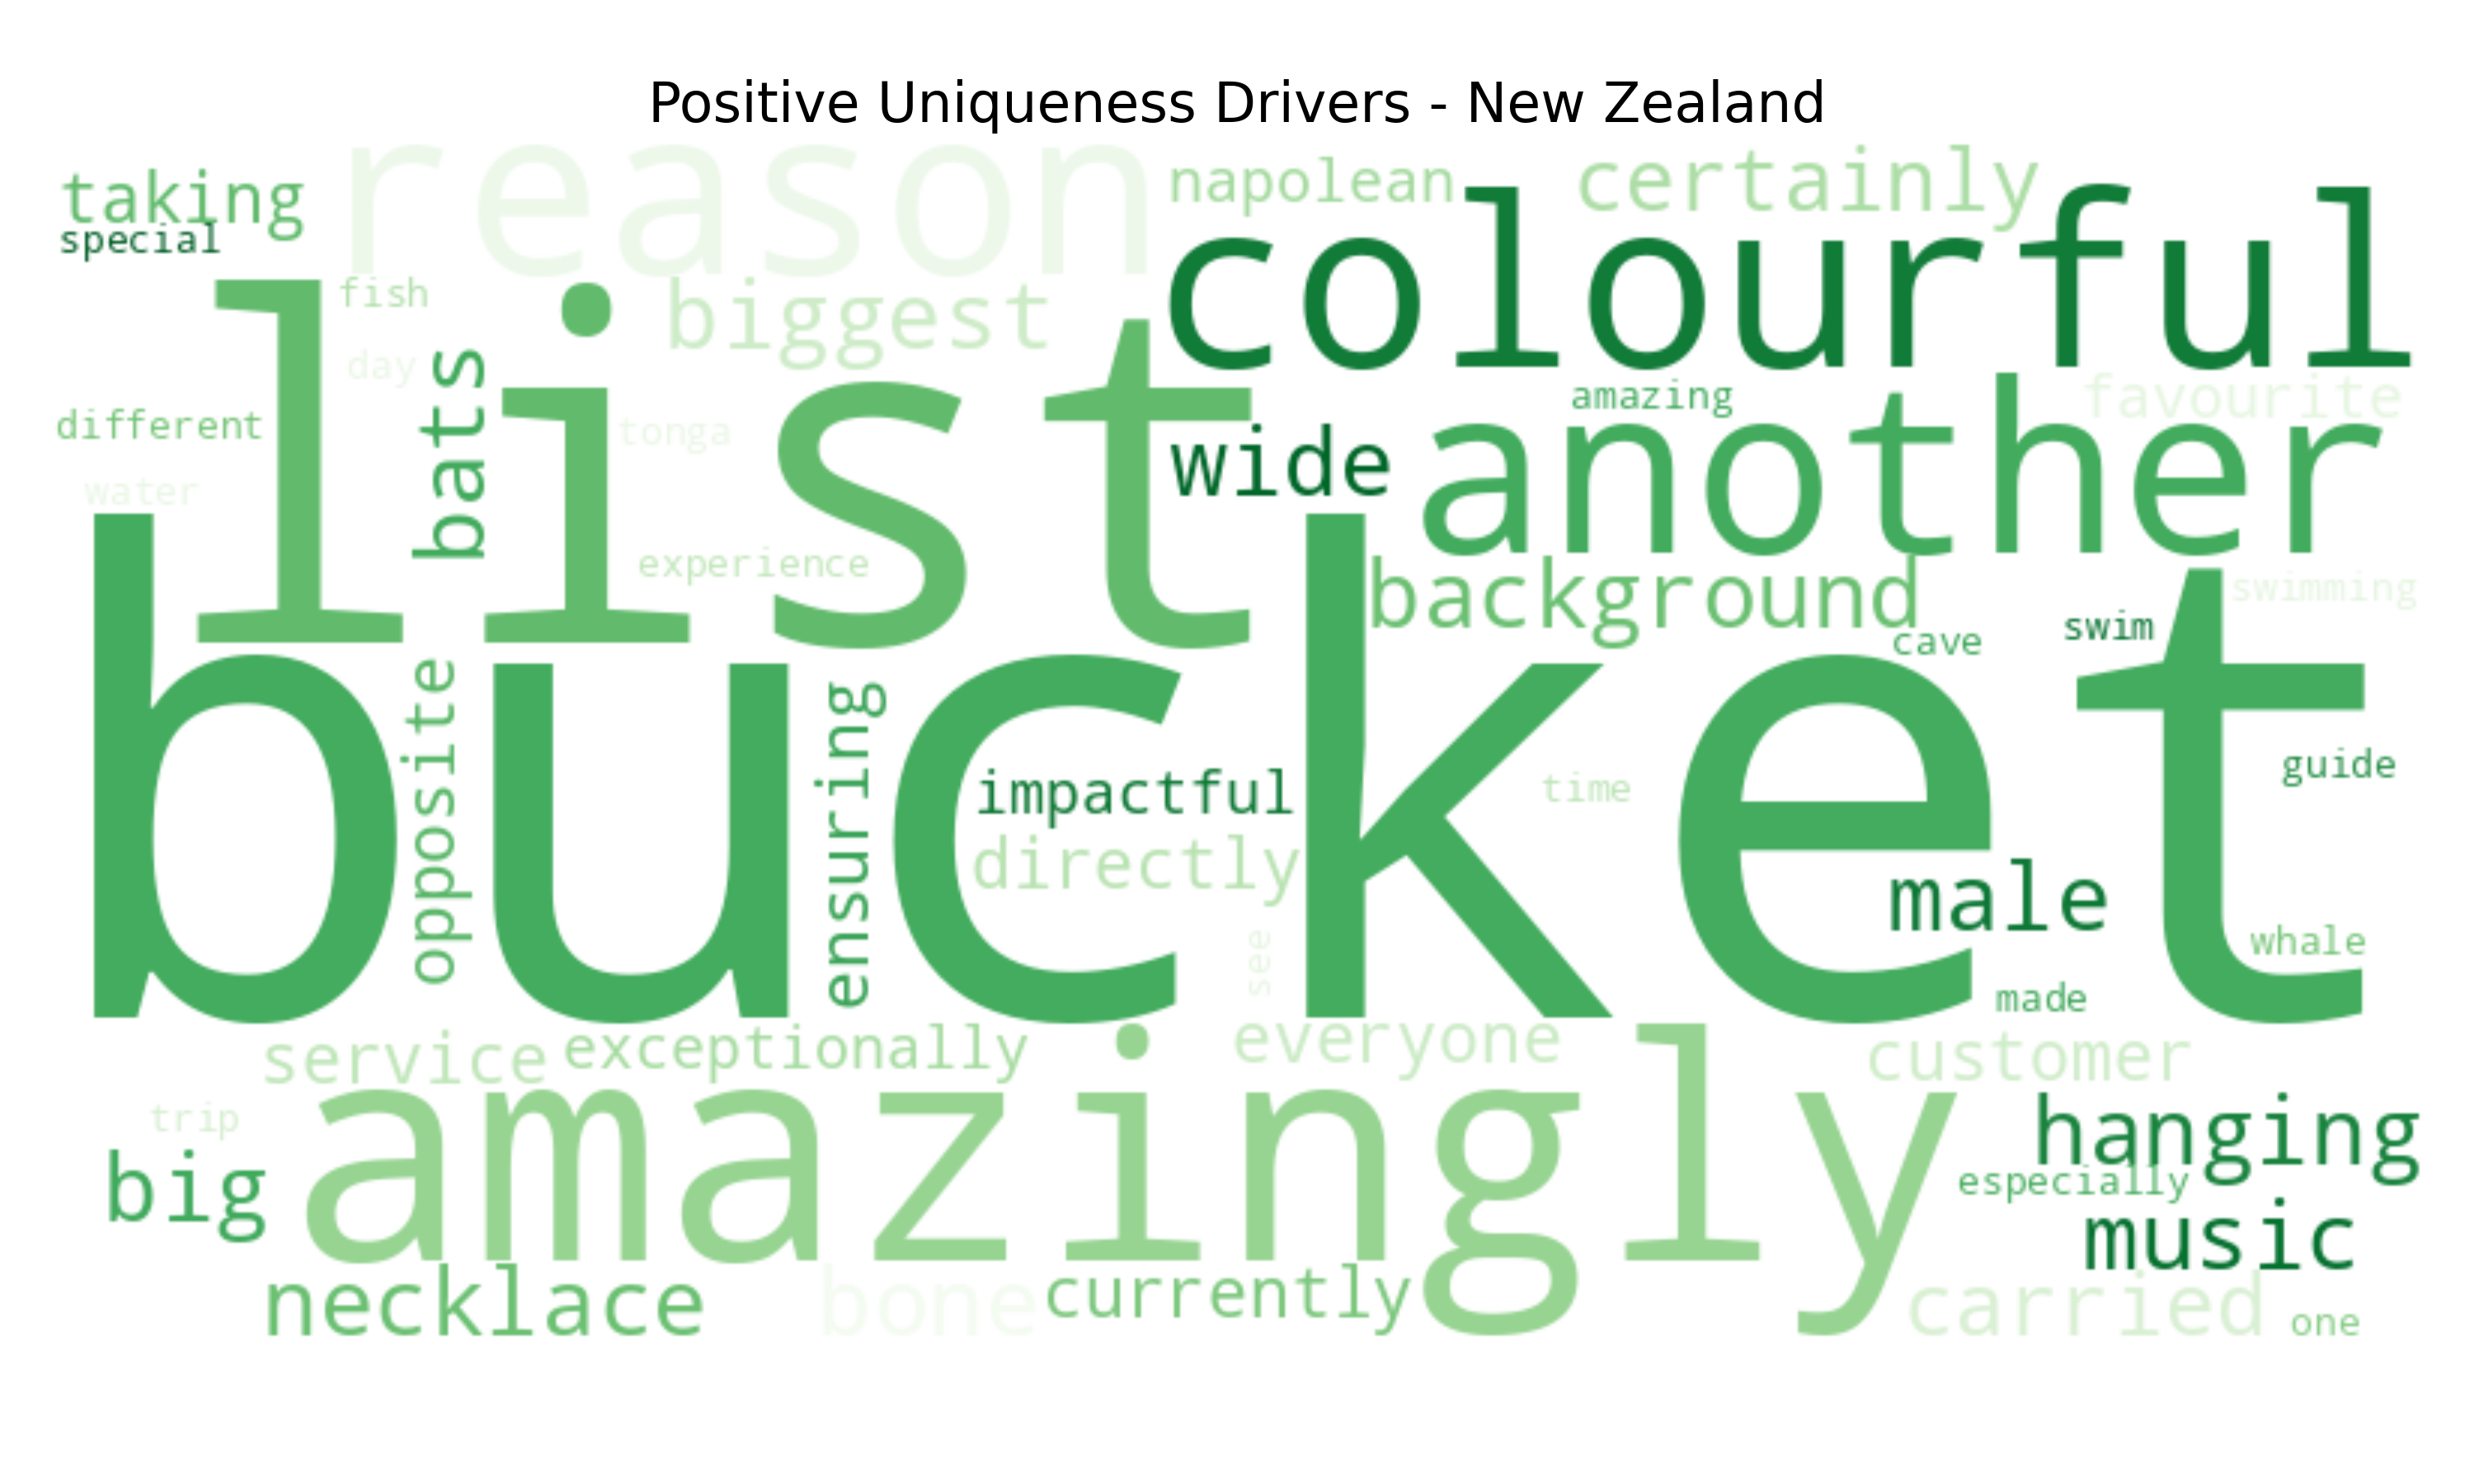 Positive Uniqueness Drivers - New Zealand
reason
napolean
certainly
taking
special
colourful
fish
biggest
list
day
bats
amazing
favourite
different
tonga
wide
another
water
experience
background
swimming
swim
cave
bucket
opposite
ensuring
impactful
time
guide
directly
male
see
whale
made
service
exceptionally
everyone
customer
trip
amazingly
hanging
big
especially
music
necklace
bone
currently
carried
one